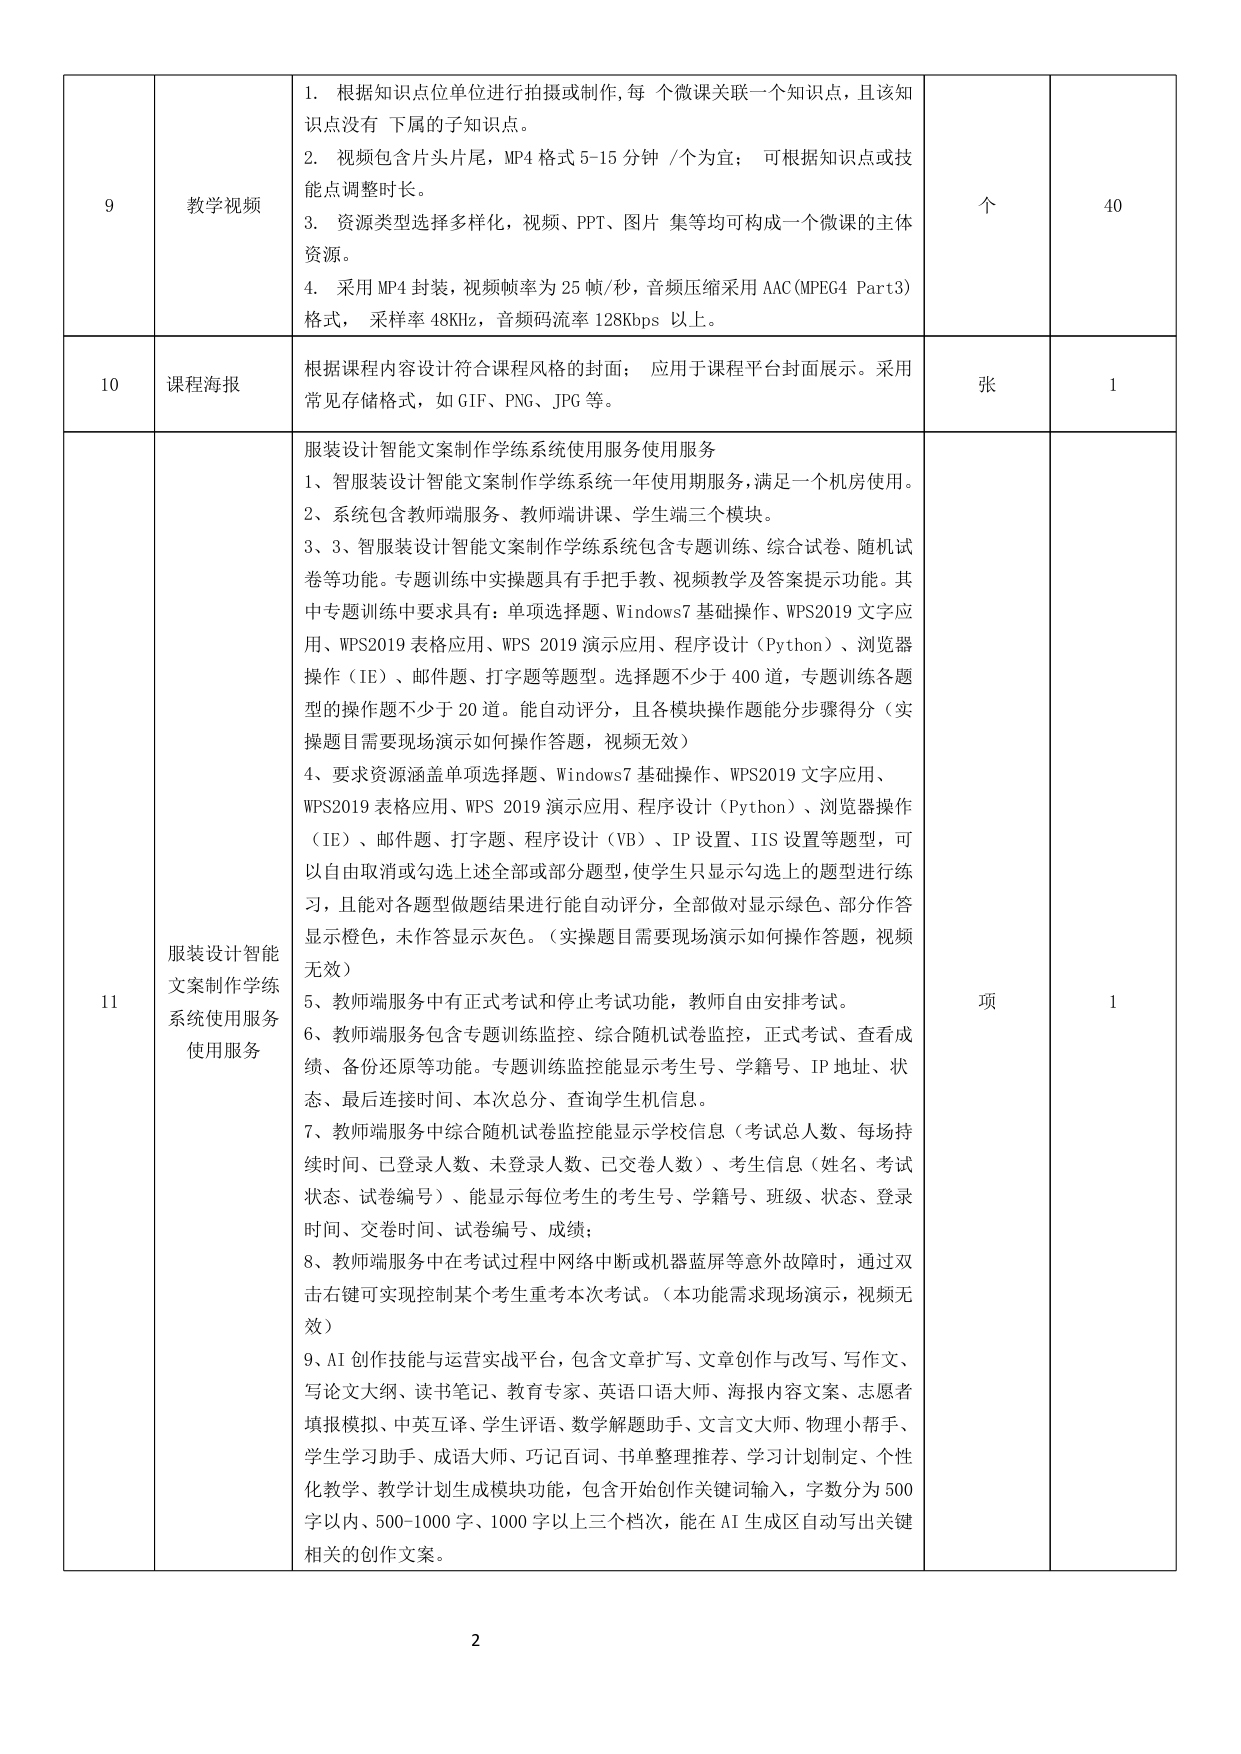 9
教学视频
1. 根据知识点位单位进行拍摄或制作,每 个微课关联一个知识点，且该知
识点没有 下属的子知识点。
2. 视频包含片头片尾，MP4 格式 5-15 分钟 /个为宜； 可根据知识点或技
能点调整时长。
3. 资源类型选择多样化，视频、PPT、图片 集等均可构成一个微课的主体
资源。
4. 采用 MP4 封装，视频帧率为 25 帧/秒，音频压缩采用 AAC(MPEG4 Part3)
格式， 采样率 48KHz，音频码流率 128Kbps 以上。
个
40
10
课程海报
根据课程内容设计符合课程风格的封面； 应用于课程平台封面展示。采用
常见存储格式，如 GIF、PNG、JPG 等。
张
1
11
服装设计智能
文案制作学练
系统使用服务
使用服务
服装设计智能文案制作学练系统使用服务使用服务
1、智服装设计智能文案制作学练系统一年使用期服务,满足一个机房使用。
2、系统包含教师端服务、教师端讲课、学生端三个模块。
3、3、智服装设计智能文案制作学练系统包含专题训练、综合试卷、随机试
卷等功能。专题训练中实操题具有手把手教、视频教学及答案提示功能。其
中专题训练中要求具有：单项选择题、Windows7 基础操作、WPS2019 文字应
用、WPS2019 表格应用、WPS 2019 演示应用、程序设计（Python）、浏览器
操作（IE）、邮件题、打字题等题型。选择题不少于 400 道，专题训练各题
型的操作题不少于 20 道。能自动评分，且各模块操作题能分步骤得分（实
操题目需要现场演示如何操作答题，视频无效）
4、要求资源涵盖单项选择题、Windows7 基础操作、WPS2019 文字应用、
WPS2019 表格应用、WPS 2019 演示应用、程序设计（Python）、浏览器操作
（IE）、邮件题、打字题、程序设计（VB）、IP 设置、IIS 设置等题型，可
以自由取消或勾选上述全部或部分题型,使学生只显示勾选上的题型进行练
习，且能对各题型做题结果进行能自动评分，全部做对显示绿色、部分作答
显示橙色，未作答显示灰色。（实操题目需要现场演示如何操作答题，视频
无效）
5、教师端服务中有正式考试和停止考试功能，教师自由安排考试。
6、教师端服务包含专题训练监控、综合随机试卷监控，正式考试、查看成
绩、备份还原等功能。专题训练监控能显示考生号、学籍号、IP 地址、状
态、最后连接时间、本次总分、查询学生机信息。
7、教师端服务中综合随机试卷监控能显示学校信息（考试总人数、每场持
续时间、已登录人数、未登录人数、已交卷人数）、考生信息（姓名、考试
状态、试卷编号）、能显示每位考生的考生号、学籍号、班级、状态、登录
时间、交卷时间、试卷编号、成绩；
8、教师端服务中在考试过程中网络中断或机器蓝屏等意外故障时，通过双
击右键可实现控制某个考生重考本次考试。（本功能需求现场演示，视频无
效）
9、AI 创作技能与运营实战平台，包含文章扩写、文章创作与改写、写作文、
写论文大纲、读书笔记、教育专家、英语口语大师、海报内容文案、志愿者
填报模拟、中英互译、学生评语、数学解题助手、文言文大师、物理小帮手、
学生学习助手、成语大师、巧记百词、书单整理推荐、学习计划制定、个性
化教学、教学计划生成模块功能，包含开始创作关键词输入，字数分为 500
字以内、500-1000 字、1000 字以上三个档次，能在 AI 生成区自动写出关键
相关的创作文案。
项
1
2